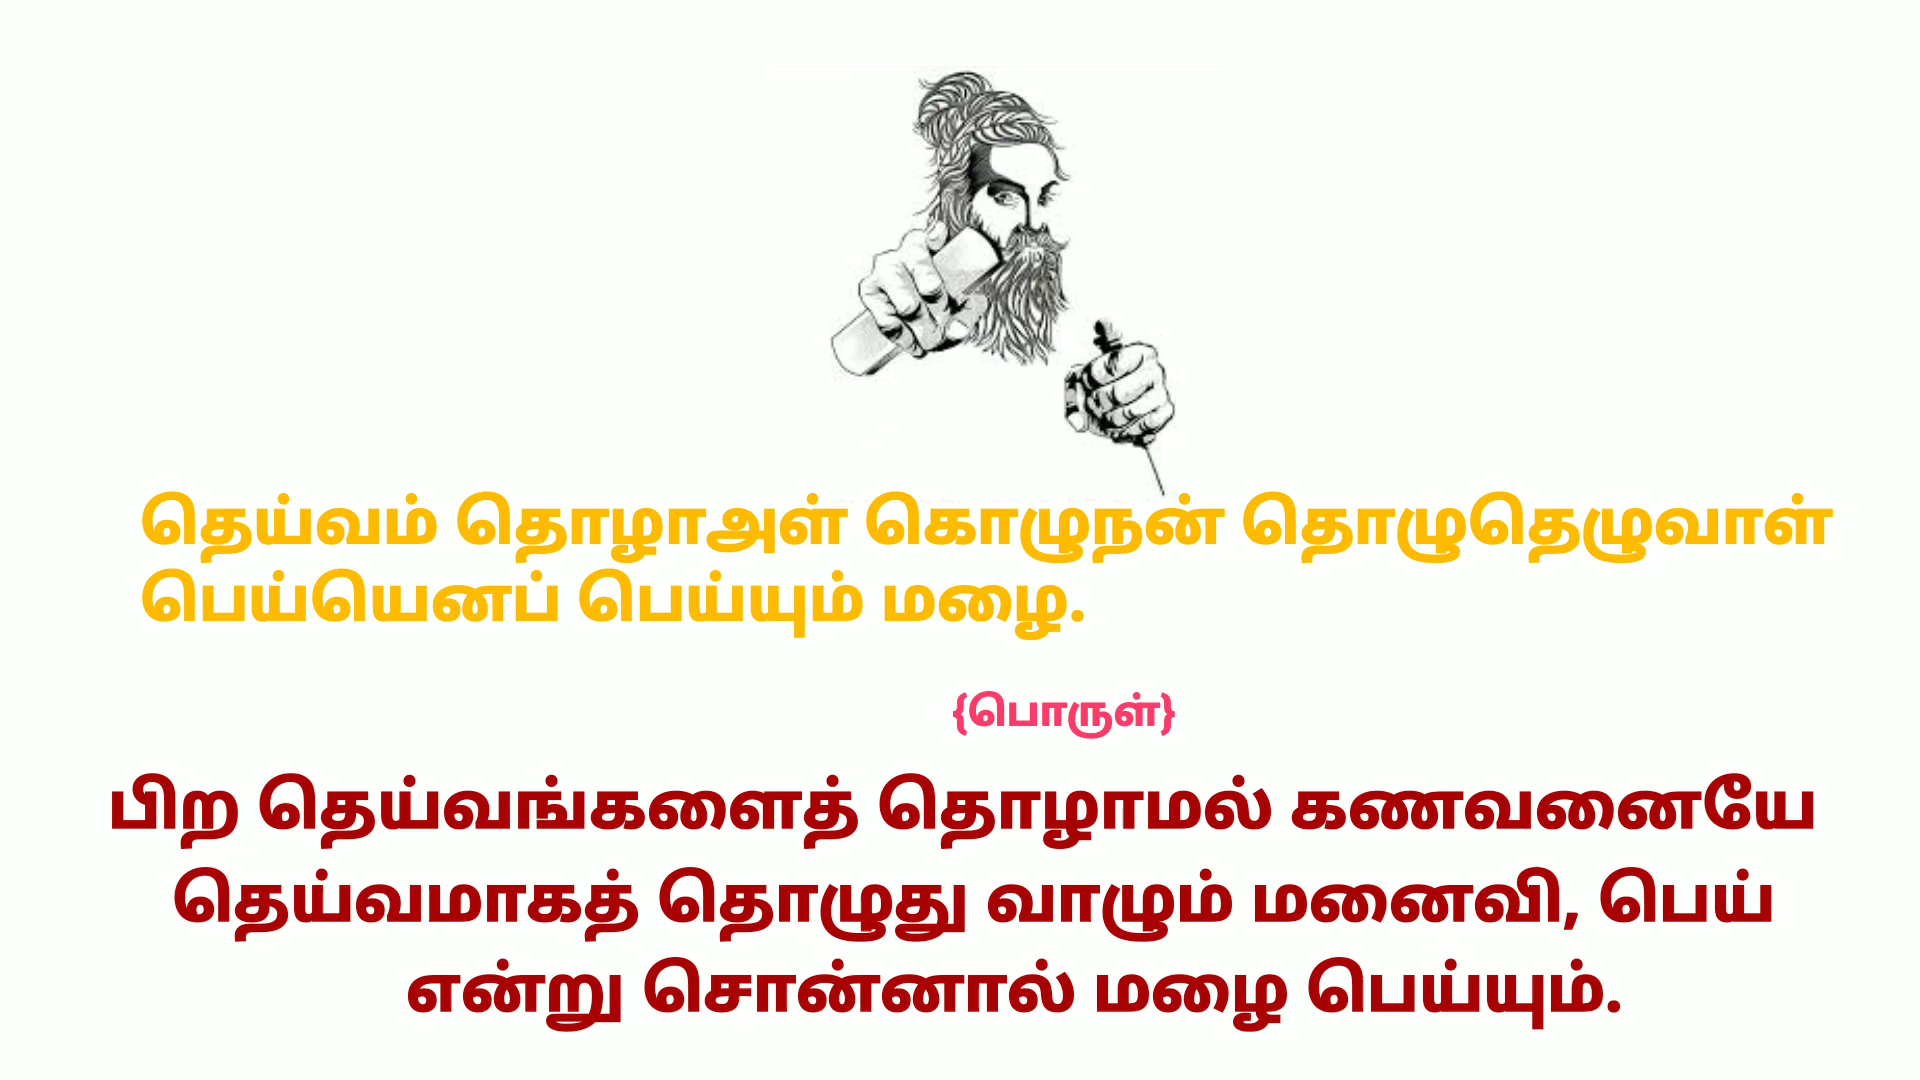 தெய்வம் தொழாஅள் கொழுநன் தொழுதெழுவாள்
பெய்யெனப் பெய்யும் மழை.
{பொருள்}
பிற தெய்வங்களைத் தொழாமல் கணவனையே
தெய்வமாகத் தொழுது வாழும் மனைவி, பெய்
என்று சொன்னால் மழை பெய்யும்.